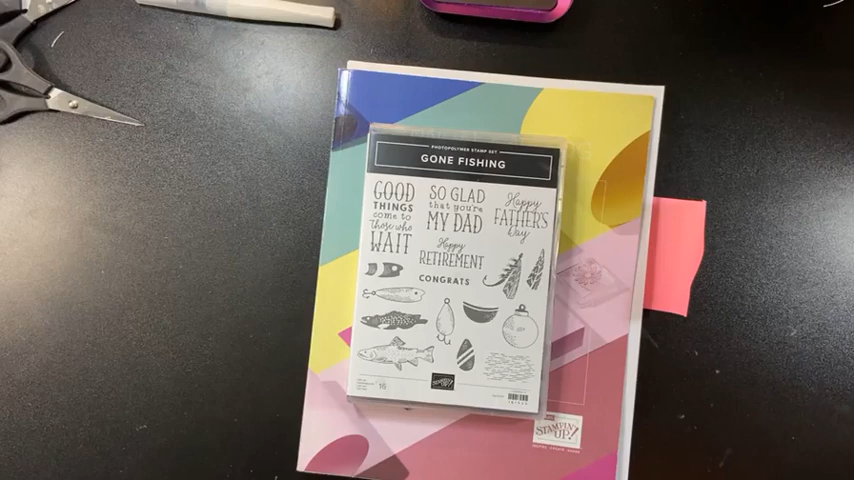 PHOTOPOLYMER STAMP SET
GONE FISHING
GOOD
THINGS
come to
those who
WAIT
SO GLAD
that you're
MY DAD
Happy
FATHER'S
Day
Happy
RETIREMENT
CONGRATS
16
STAMPIN'
UP!